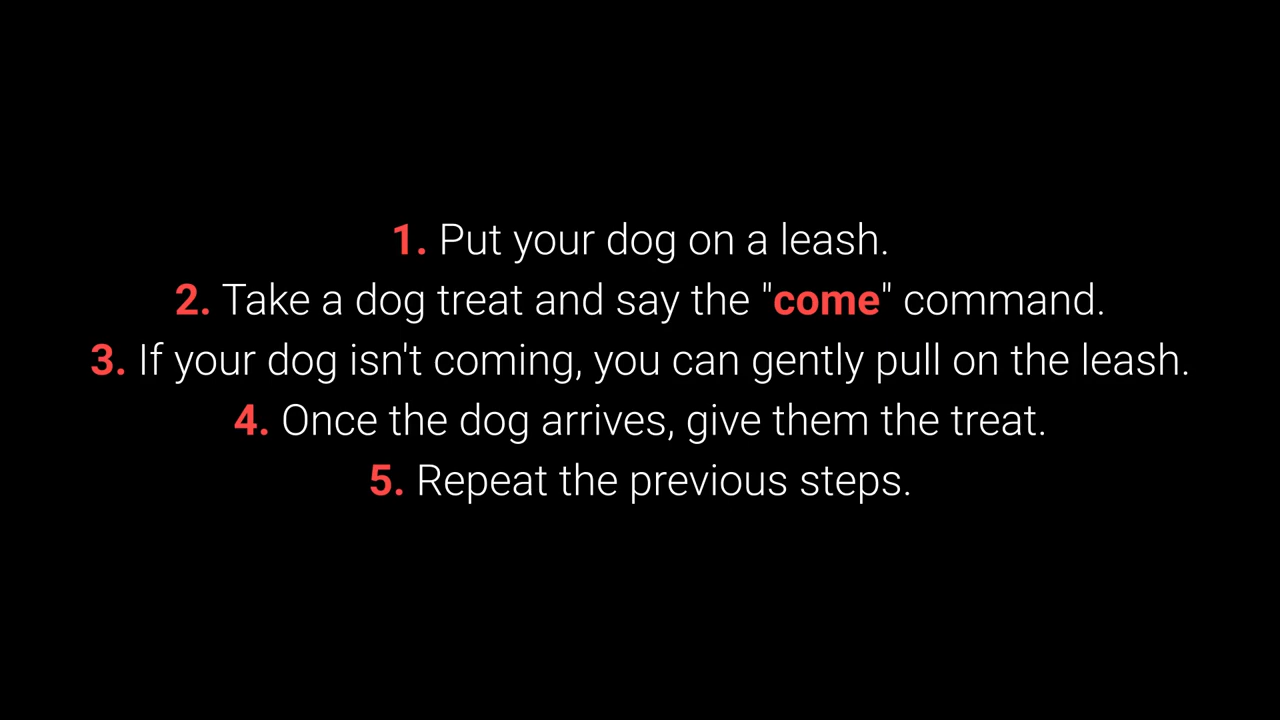 1. Put your dog on a leash.
2. Take a dog treat and say the "come" command.
3. If your dog isn't coming, you can gently pull on the leash.
4. Once the dog arrives, give them the treat.
5. Repeat the previous steps.